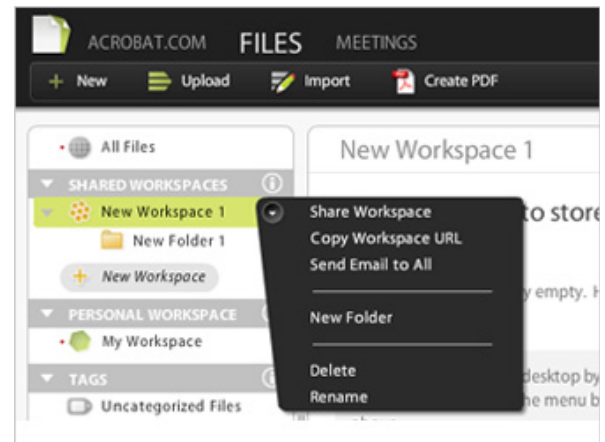 ACROBAT.COM FILES MEETINGS
New Upload Import Create PDF
All Files
SHARED WORKSPACES
New Workspace 1
New Folder 1
New Workspace
PERSONAL WORKSPACE
My Workspace
TAGS
Uncategorized Files
New Workspace 1
Share Workspace
Copy Workspace URL
Send Email to All
New Folder
Delete
Rename
to store
y empty. H
desktop by
he menu b